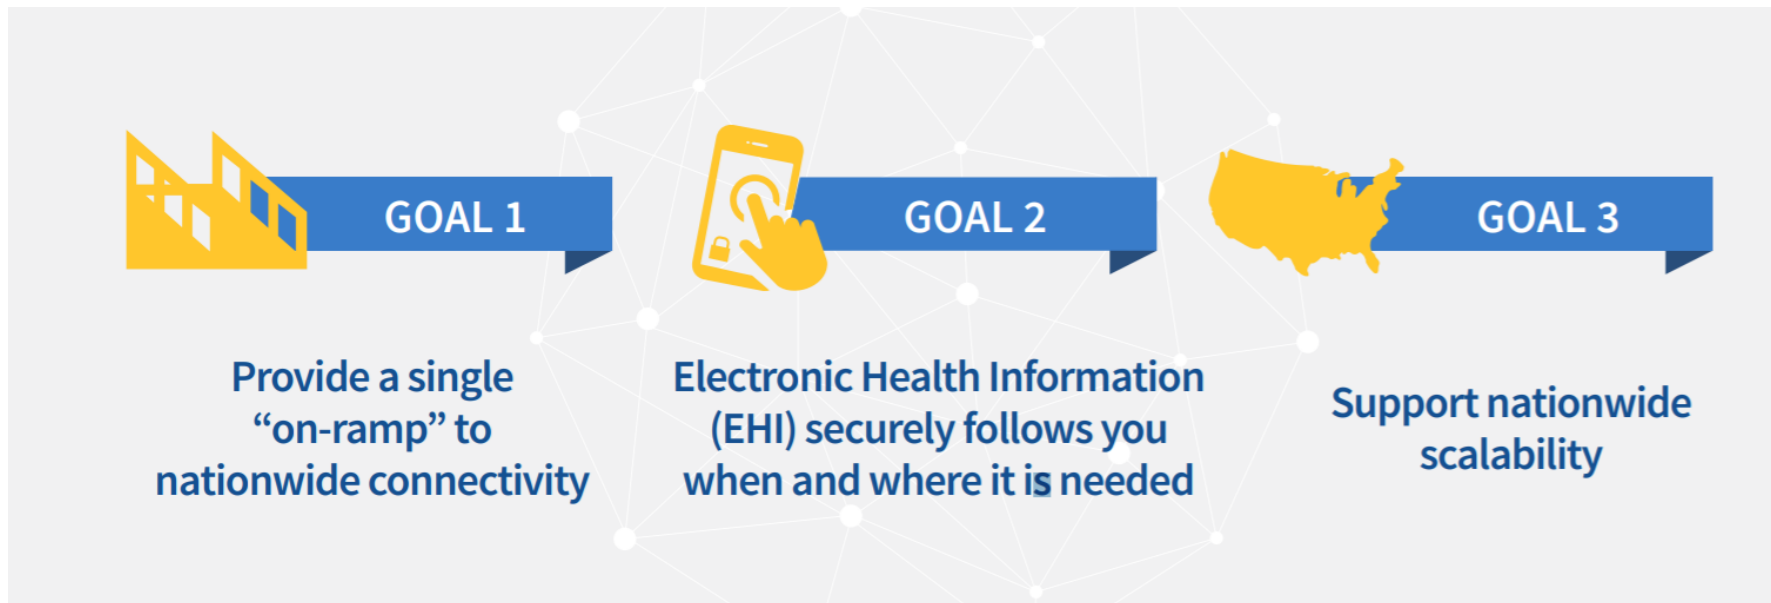 GOAL 1
Provide a single
“on-ramp” to
nationwide connectivity
GOAL 2
Electronic Health Information
(EHI) securely follows you
when and where it is needed
GOAL 3
Support nationwide
scalability